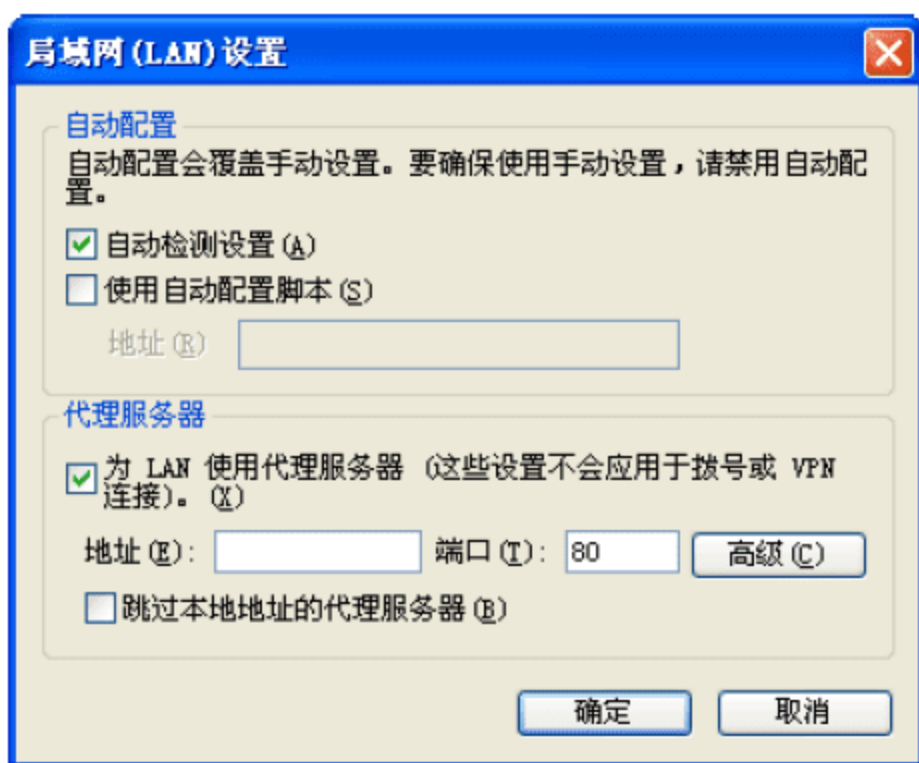 局域网(LAN)设置
自动配置
自动配置会覆盖手动设置。要确保使用手动设置，请禁用自动配
置。
自动检测设置(A)
使用自动配置脚本(S)
地址(R)
代理服务器
为 LAN 使用代理服务器 (这些设置不会应用于拨号或 VPN
连接)。(X)
地址(E): 端口(T): 80 高级(C)
跳过本地地址的代理服务器(B)
确定 取消